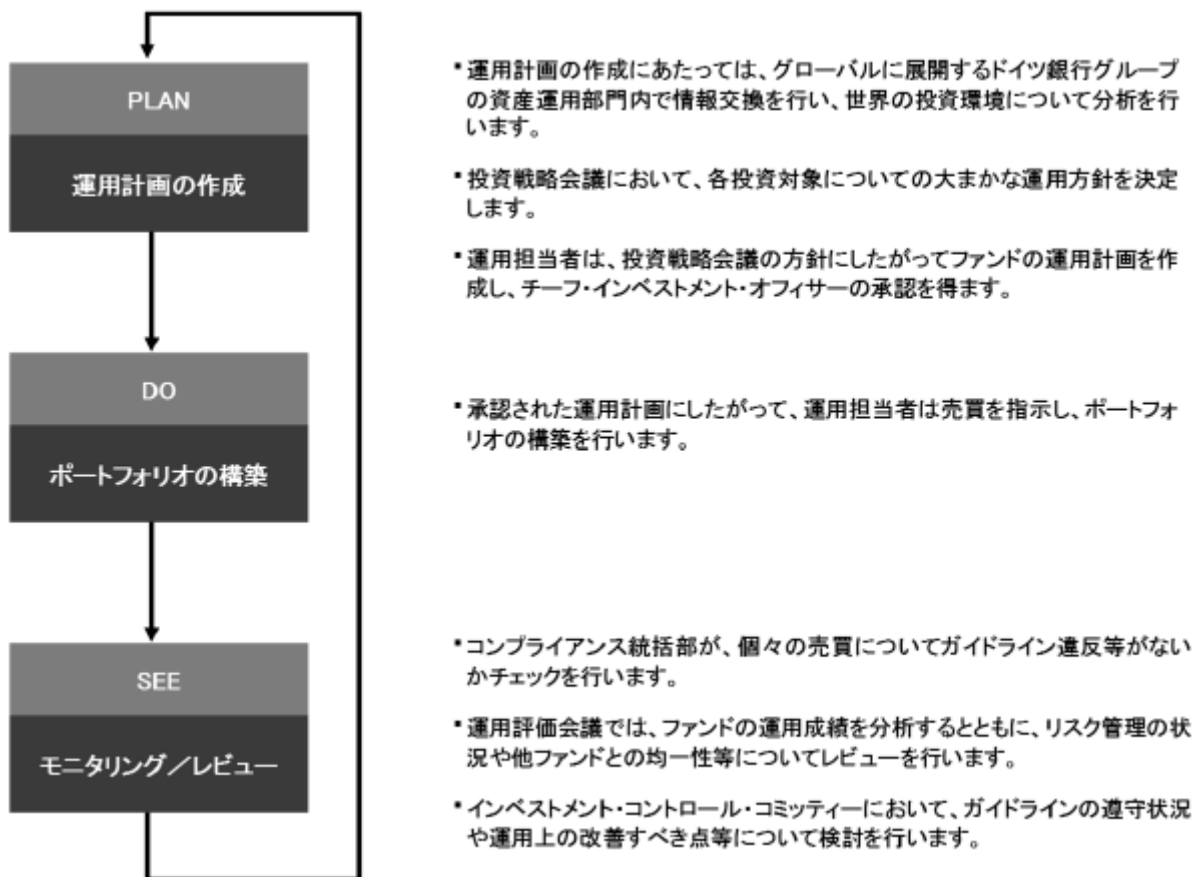 PLAN
運用計画の作成
▪運用計画の作成にあたっては、グローバルに展開するドイツ銀行グループ
の資産運用部門内で情報交換を行い、世界の投資環境について分析を行
います。
▪投資戦略会議において、各投資対象についての大まかな運用方針を決定
します。
▪運用担当者は、投資戦略会議の方針にしたがってファンドの運用計画を作
成し、チーフ・インベストメント・オフィサーの承認を得ます。
DO
ポートフォリオの構築
▪承認された運用計画にしたがって、運用担当者は売買を指示し、ポートフォ
リオの構築を行います。
SEE
モニタリング／レビュー
▪コンプライアンス統括部が、個々の売買についてガイドライン違反等がない
かチェックを行います。
▪運用評価会議では、ファンドの運用成績を分析するとともに、リスク管理の状
況や他ファンドとの均一性等についてレビューを行います。
▪インベストメント・コントロール・コミッティーにおいて、ガイドラインの遵守状況
や運用上の改善すべき点等について検討を行います。